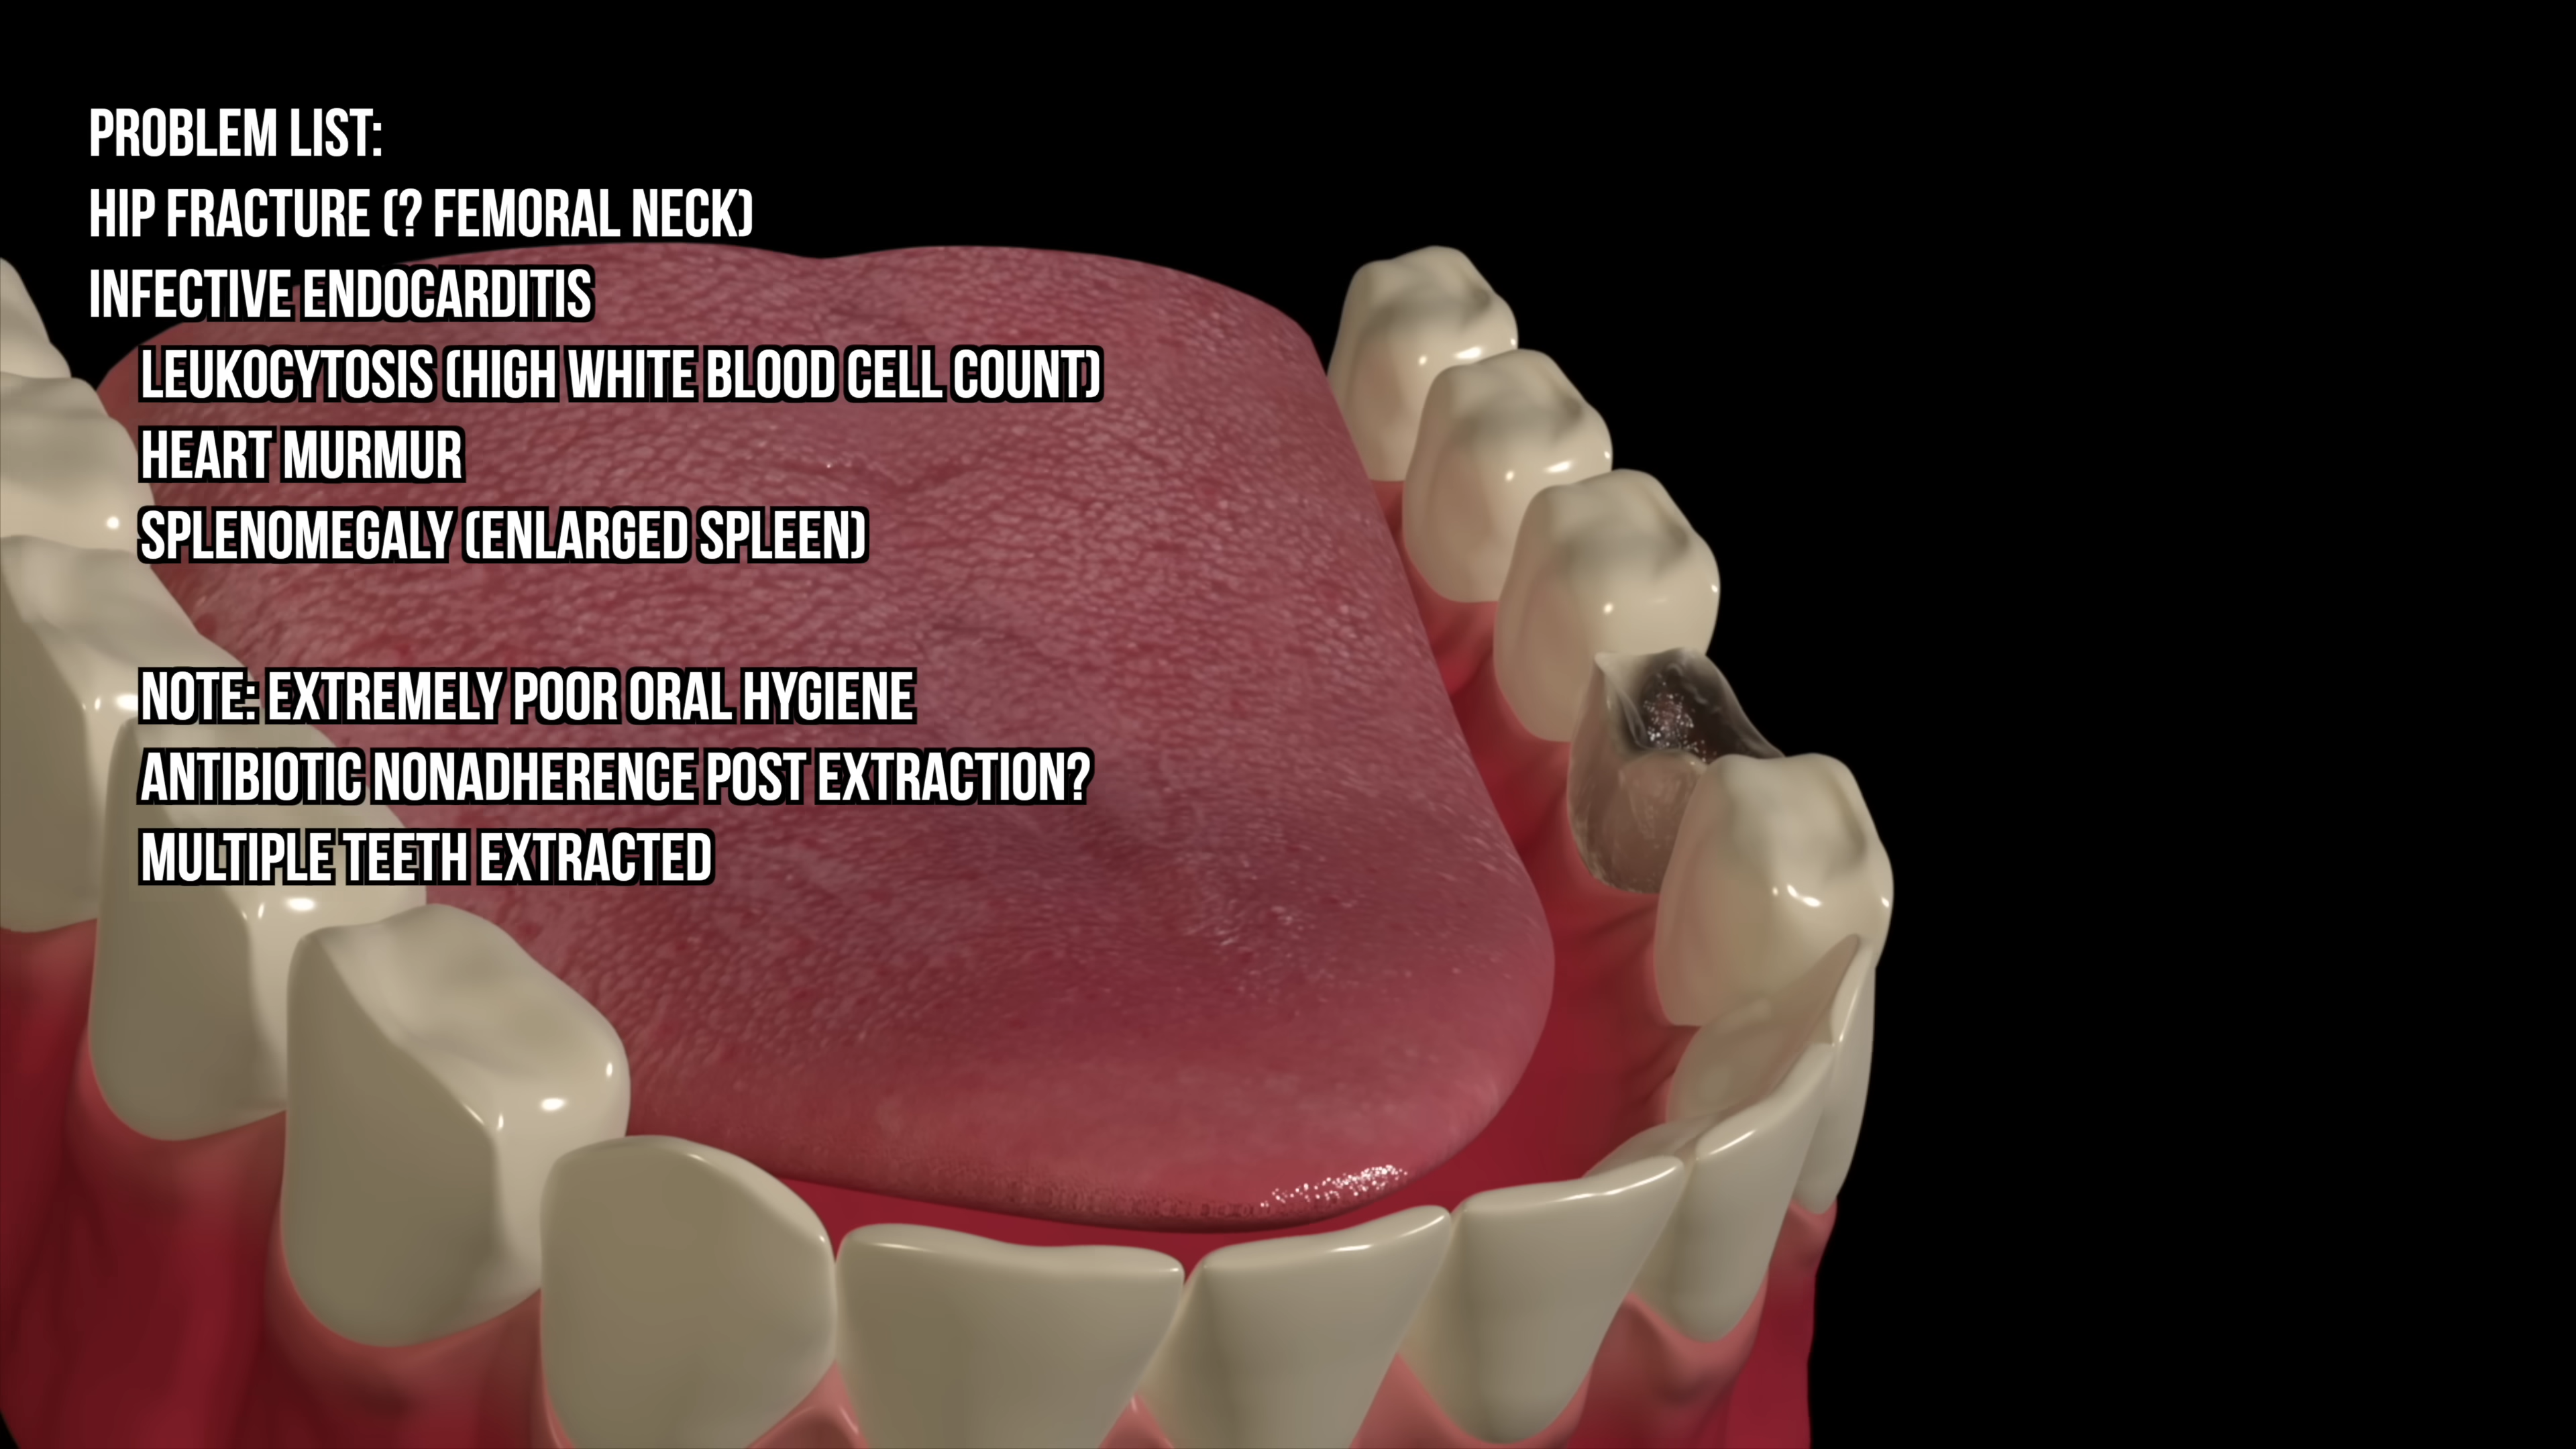 PROBLEM LIST:
HIP FRACTURE (? FEMORAL NECK)
INFECTIVE ENDOCARDITIS
LEUKOCYTOSIS (HIGH WHITE BLOOD CELL COUNT)
HEART MURMUR
SPLENOMEGALY (ENLARGED SPLEEN)
NOTE: EXTREMELY POOR ORAL HYGIENE
ANTIBIOTIC NONADHERENCE POST EXTRACTION?
MULTIPLE TEETH EXTRACTED